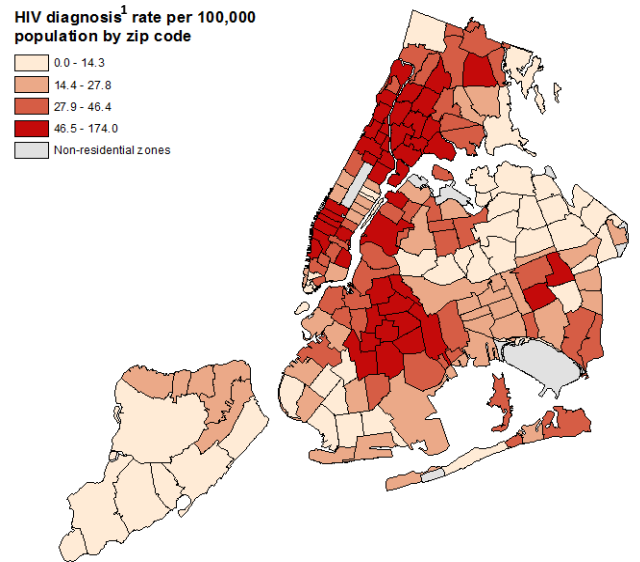 HIV diagnosis1 rate per 100,000
population by zip code
0.0 - 14.3
14.4 - 27.8
27.9 - 46.4
46.5 - 174.0
Non-residential zones